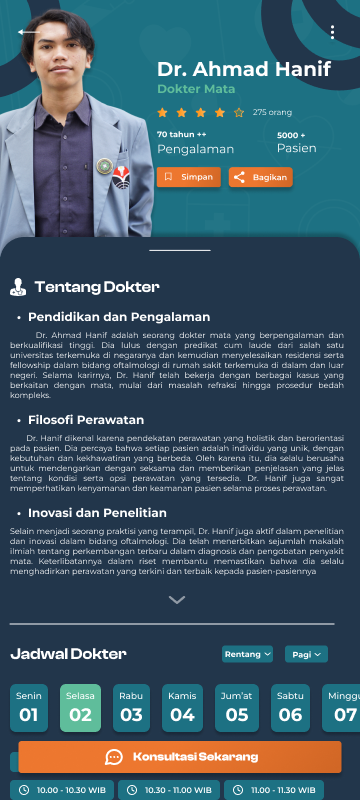 Dr. Ahmad Hanif
Dokter Mata
275 orang
70 tahun ++
5000 +
Pengalaman
Pasien
Simpan
Bagikan
Tentang Dokter
• Pendidikan dan Pengalaman
Dr. Ahmad Hanif adalah seorang dokter mata yang berpengalaman dan
berkualifikasi tinggi. Dia lulus dengan predikat cum laude dari salah satu
universitas terkemuka di negaranya dan kemudian menyelesaikan residensi serta
fellowship dalam bidang oftalmologi di rumah sakit terkemuka di dalam dan luar
negeri. Selama karirnya, Dr. Hanif telah bekerja dengan berbagai kasus yang
berkaitan dengan mata, mulai dari masalah refraksi hingga prosedur bedah
kompleks.
• Filosofi Perawatan
Dr. Hanif dikenal karena pendekatan perawatan yang holistik dan berorientasi
pada pasien. Dia percaya bahwa setiap pasien adalah individu yang unik, dengan
kebutuhan dan kekhawatiran yang berbeda. Oleh karena itu, dia selalu berusaha
untuk mendengarkan dengan seksama dan memberikan penjelasan yang jelas
tentang kondisi serta opsi perawatan yang tersedia. Dr. Hanif juga sangat
memperhatikan kenyamanan dan keamanan pasien selama proses perawatan.
• Inovasi dan Penelitian
Selain menjadi seorang praktisi yang terampil, Dr. Hanif juga aktif dalam penelitian
dan inovasi dalam bidang oftalmologi. Dia telah menerbitkan sejumlah makalah
ilmiah tentang perkembangan terbaru dalam diagnosis dan pengobatan penyakit
mata. Keterlibatannya dalam riset membantu memastikan bahwa dia selalu
menghadirkan perawatan yang terkini dan terbaik kepada pasien-pasiennya
Jadwal Dokter
Rentang
Pagi
Senin
Selasa
Rabu
Kamis
Jum'at
Sabtu
Minggu
01
02
03
04
05
06
07
Konsultasi Sekarang
10.00 - 10.30 WIB
10.30 - 11.00 WIB
11.00 - 11.30 WIB